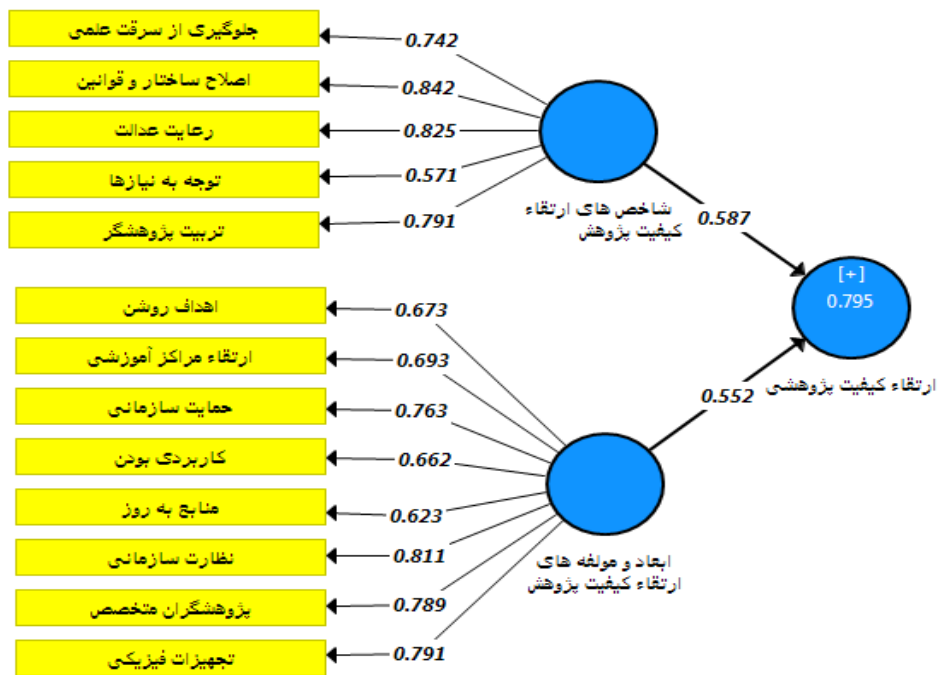 جلوگیری از سرقت علمی
0.742
اصلاح ساختار و قوانین
0.842
رعایت عدالت
0.825
توجه به نیازها
0.571
تربیت پژوهشگر
0.791
شاخص های ارتقاء
کیفیت پژوهش
0.587
[+]
0.795
ارتقاء کیفیت پژوهشی
0.552
اهداف روشن
0.673
ارتقاء مراکز آموزشی
0.693
حمایت سازمانی
0.763
کاربردی بودن
0.662
منابع به روز
0.623
نظارت سازمانی
0.811
پژوهشگران متخصص
0.789
تجهیزات فیزیکی
0.791
ابعاد و مولفه های
ارتقاء کیفیت پژوهش